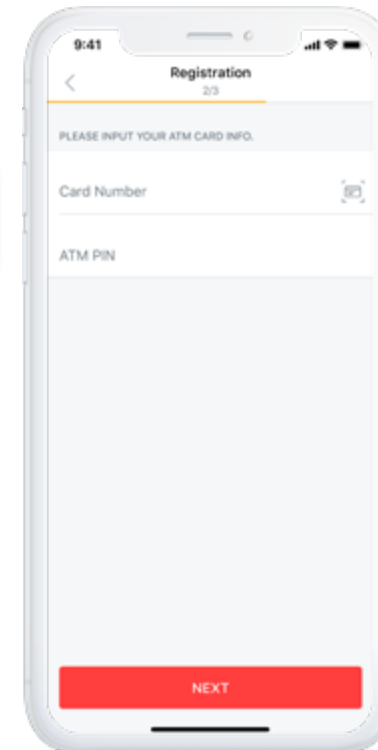 9:41
Registration
2/3
PLEASE INPUT YOUR ATM CARD INFO.
Card Number
ATM PIN
NEXT